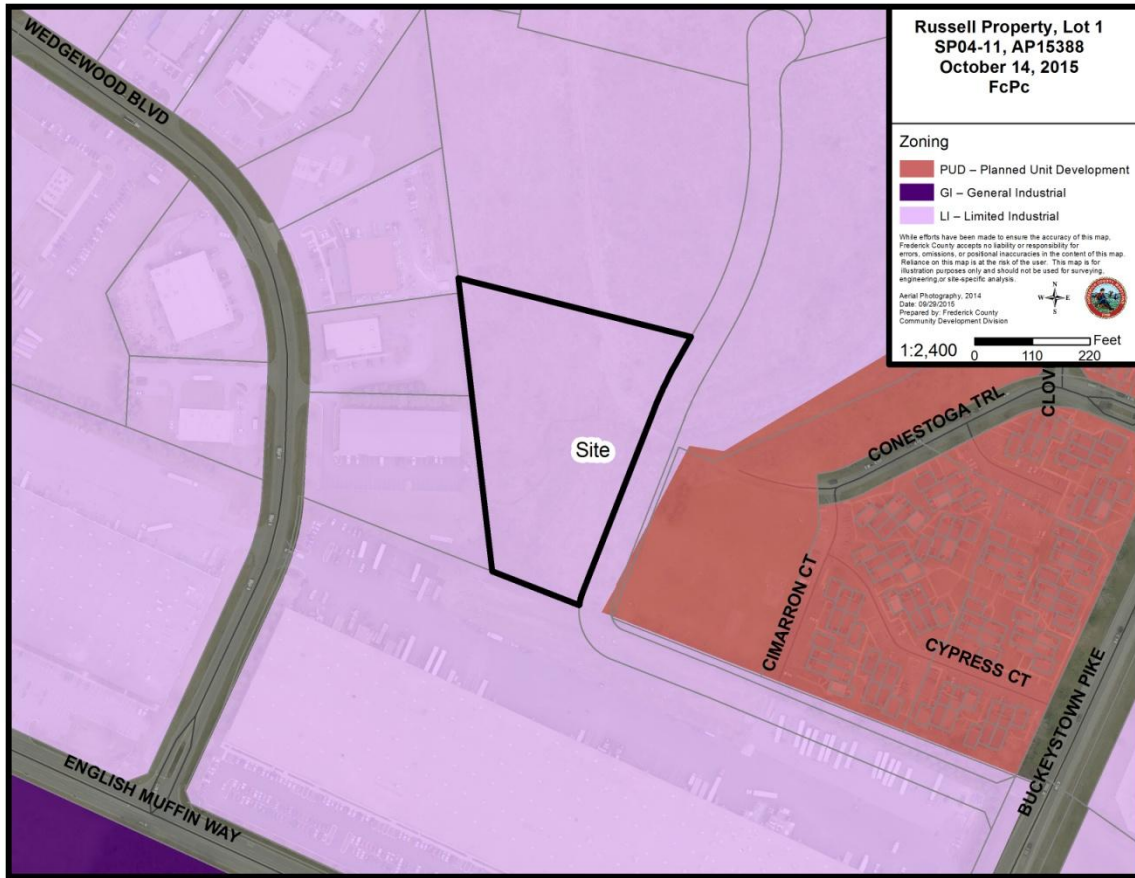 Russell Property, Lot 1
SP04-11, AP15388
October 14, 2015
FcPc
Zoning
PUD – Planned Unit Development
GI – General Industrial
LI – Limited Industrial
While efforts have been made to ensure the accuracy of this map,
Frederick County accepts no liability or responsibility for
errors, omissions, or positional inaccuracies in the content of this map.
Reliance on this map is at the risk of the user. This map is for
illustration purposes only and should not be used for surveying,
engineering,or site-specific analysis.
Aerial Photography, 2014
Date: 09/29/2015
Prepared by: Frederick County
Community Development Division
N
W E
S
1:2,400
Feet
0 110 220
WEDGEWOOD BLVD
Site
CONESTOGA TRL
CLOV
CIMARRON CT
CYPRESS CT
BUCKEYSTOWN PIKE
ENGLISH MUFFIN WAY